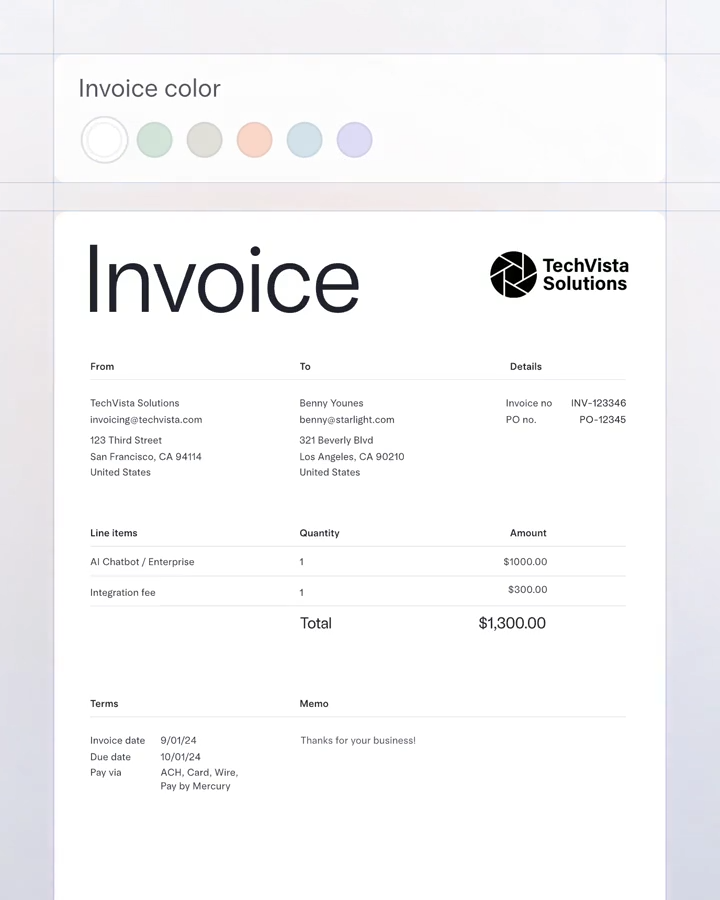 Invoice color
Invoice
TechVista
Solutions
From To Details
TechVista Solutions Benny Younes Invoice no INV-123346
invoicing@techvista.com benny@starlight.com PO no. PO-12345
123 Third Street 321 Beverly Blvd
San Francisco, CA 94114 Los Angeles, CA 90210
United States United States
Line items Quantity Amount
AI Chatbot / Enterprise 1 $1000.00
Integration fee 1 $300.00
Total $1,300.00
Terms Memo
Invoice date 9/01/24 Thanks for your business!
Due date 10/01/24
Pay via ACH, Card, Wire,
Pay by Mercury